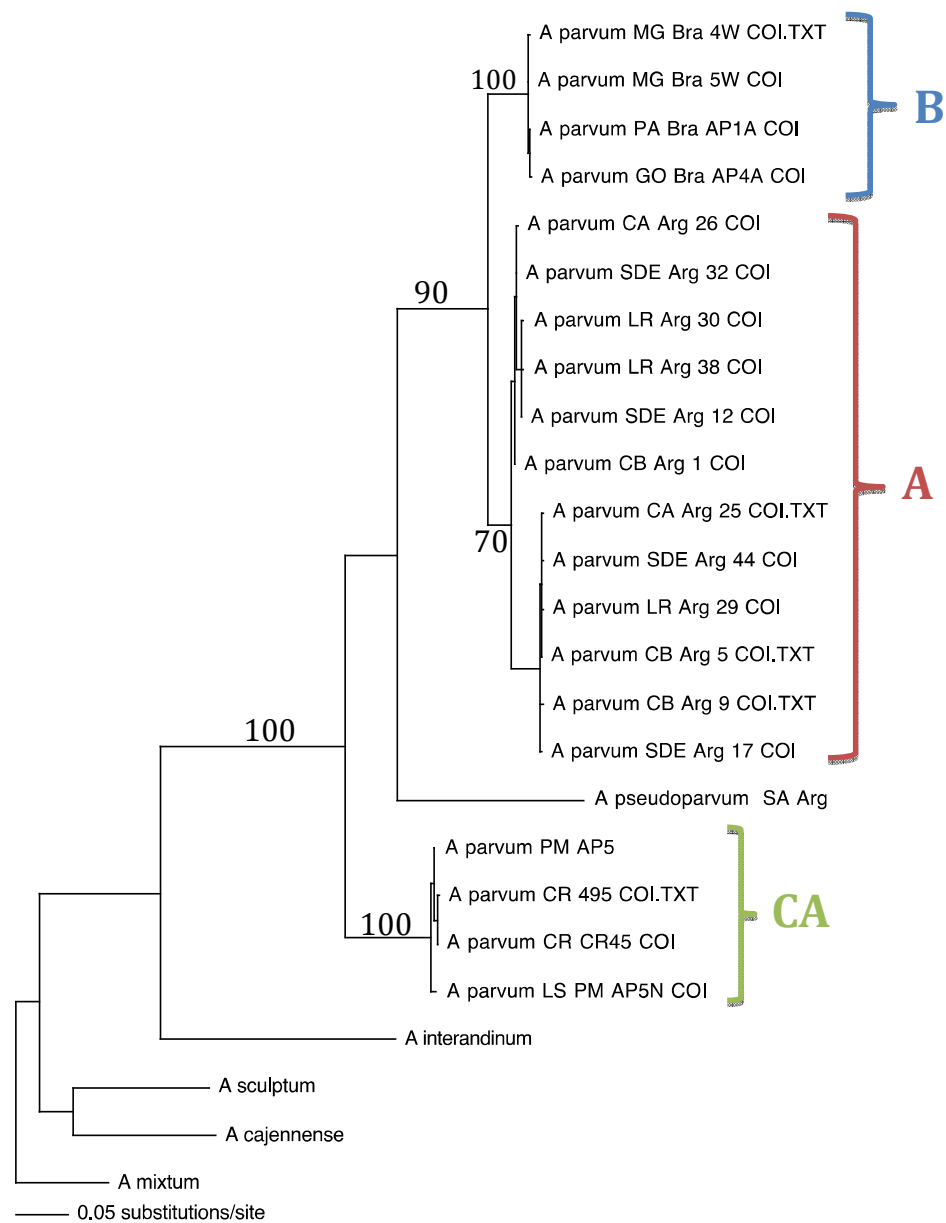 A parvum MG Bra 4W COI.TXT
100
A parvum MG Bra 5W COI
B
A parvum PA Bra AP1A COI
A parvum GO Bra AP4A COI
A parvum CA Arg 26 COI
A parvum SDE Arg 32 COI
90
A parvum LR Arg 30 COI
A parvum LR Arg 38 COI
A parvum SDE Arg 12 COI
A parvum CB Arg 1 COI
A
A parvum CA Arg 25 COI.TXT
70
A parvum SDE Arg 44 COI
A parvum LR Arg 29 COI
A parvum CB Arg 5 COI.TXT
A parvum CB Arg 9 COI.TXT
100
A parvum SDE Arg 17 COI
A pseudoparvum SA Arg
A parvum PM AP5
A parvum CR 495 COI.TXT
CA
100
A parvum CR CR45 COI
A parvum LS PM AP5N COI
A interandinum
A sculptum
A cajennense
A mixtum
0.05 substitutions/site